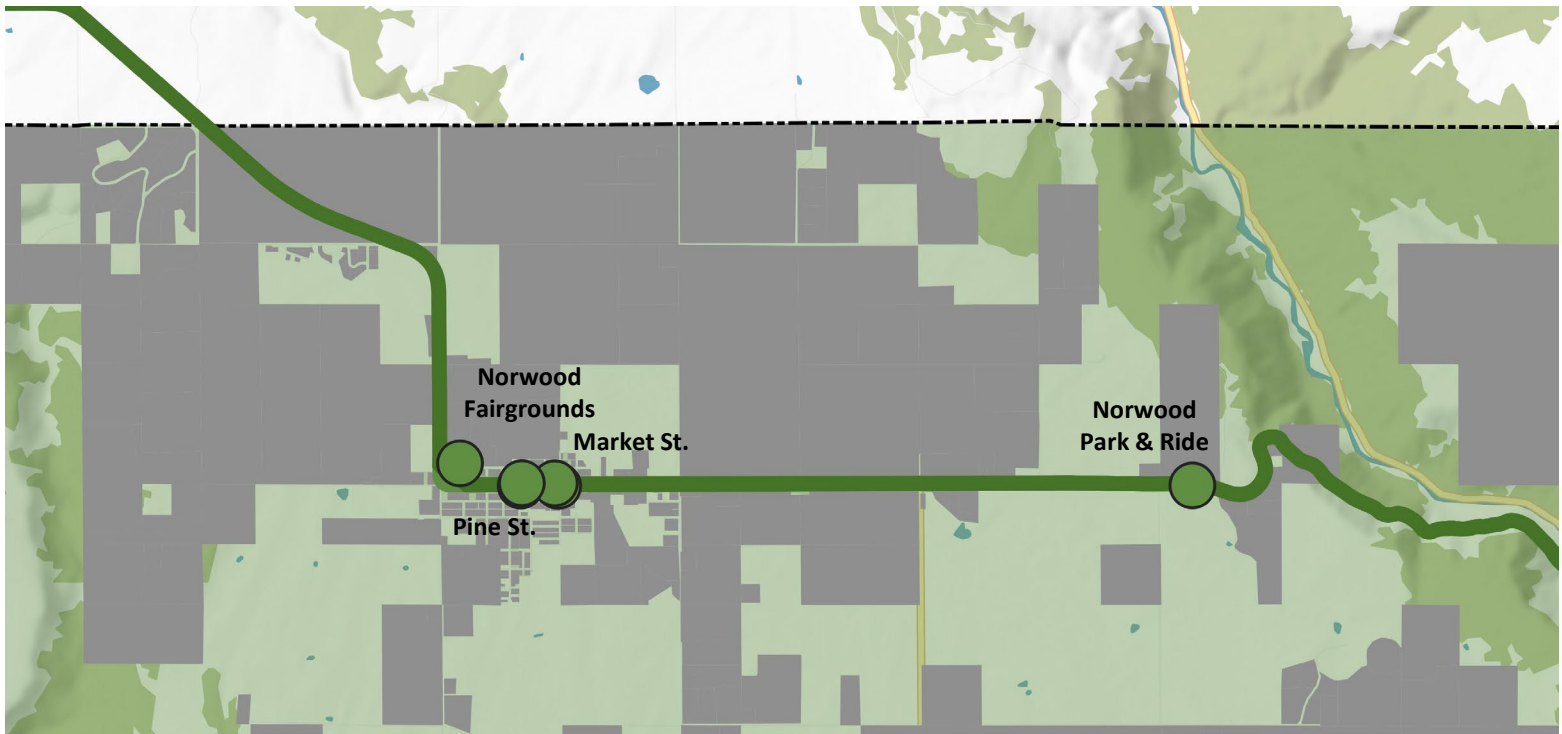 Norwood
Fairgrounds
Market St.
Norwood
Park & Ride
Pine St.